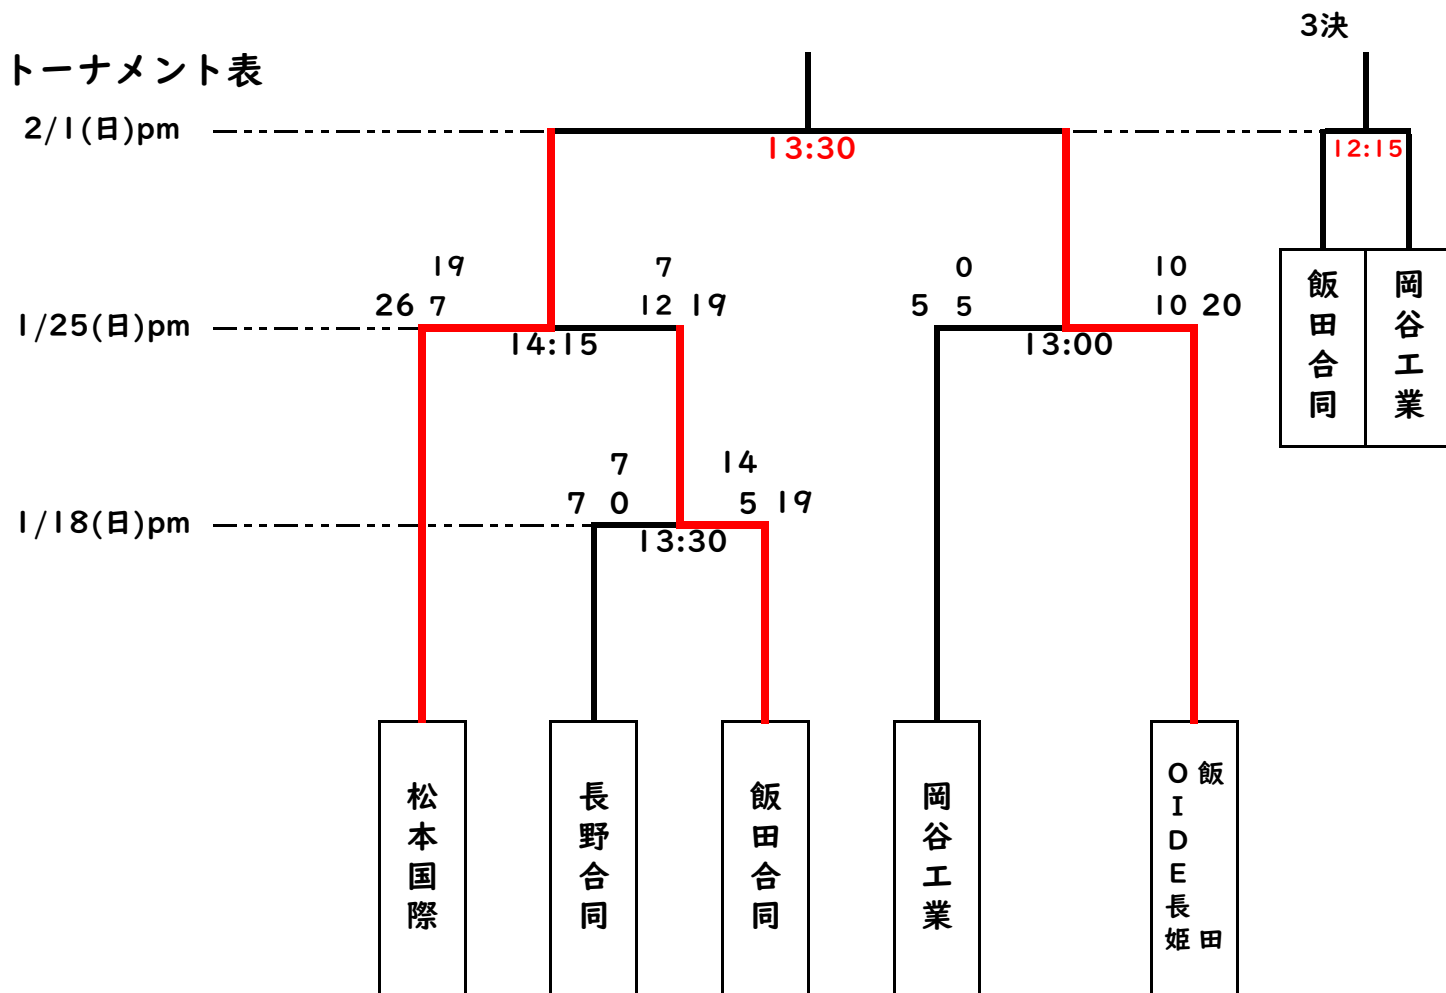 3決
トーナメント表
2/1(日)pm
13:30
12:15
19
7
0
10
26 7
12 19
5 5
10 20
1/25(日)pm
14:15
13:00
飯田合同
岡谷工業
7
14
7 0
5 19
1/18(日)pm
13:30
松本国際
長野合同
飯田合同
岡谷工業
飯田
OIDE長姫